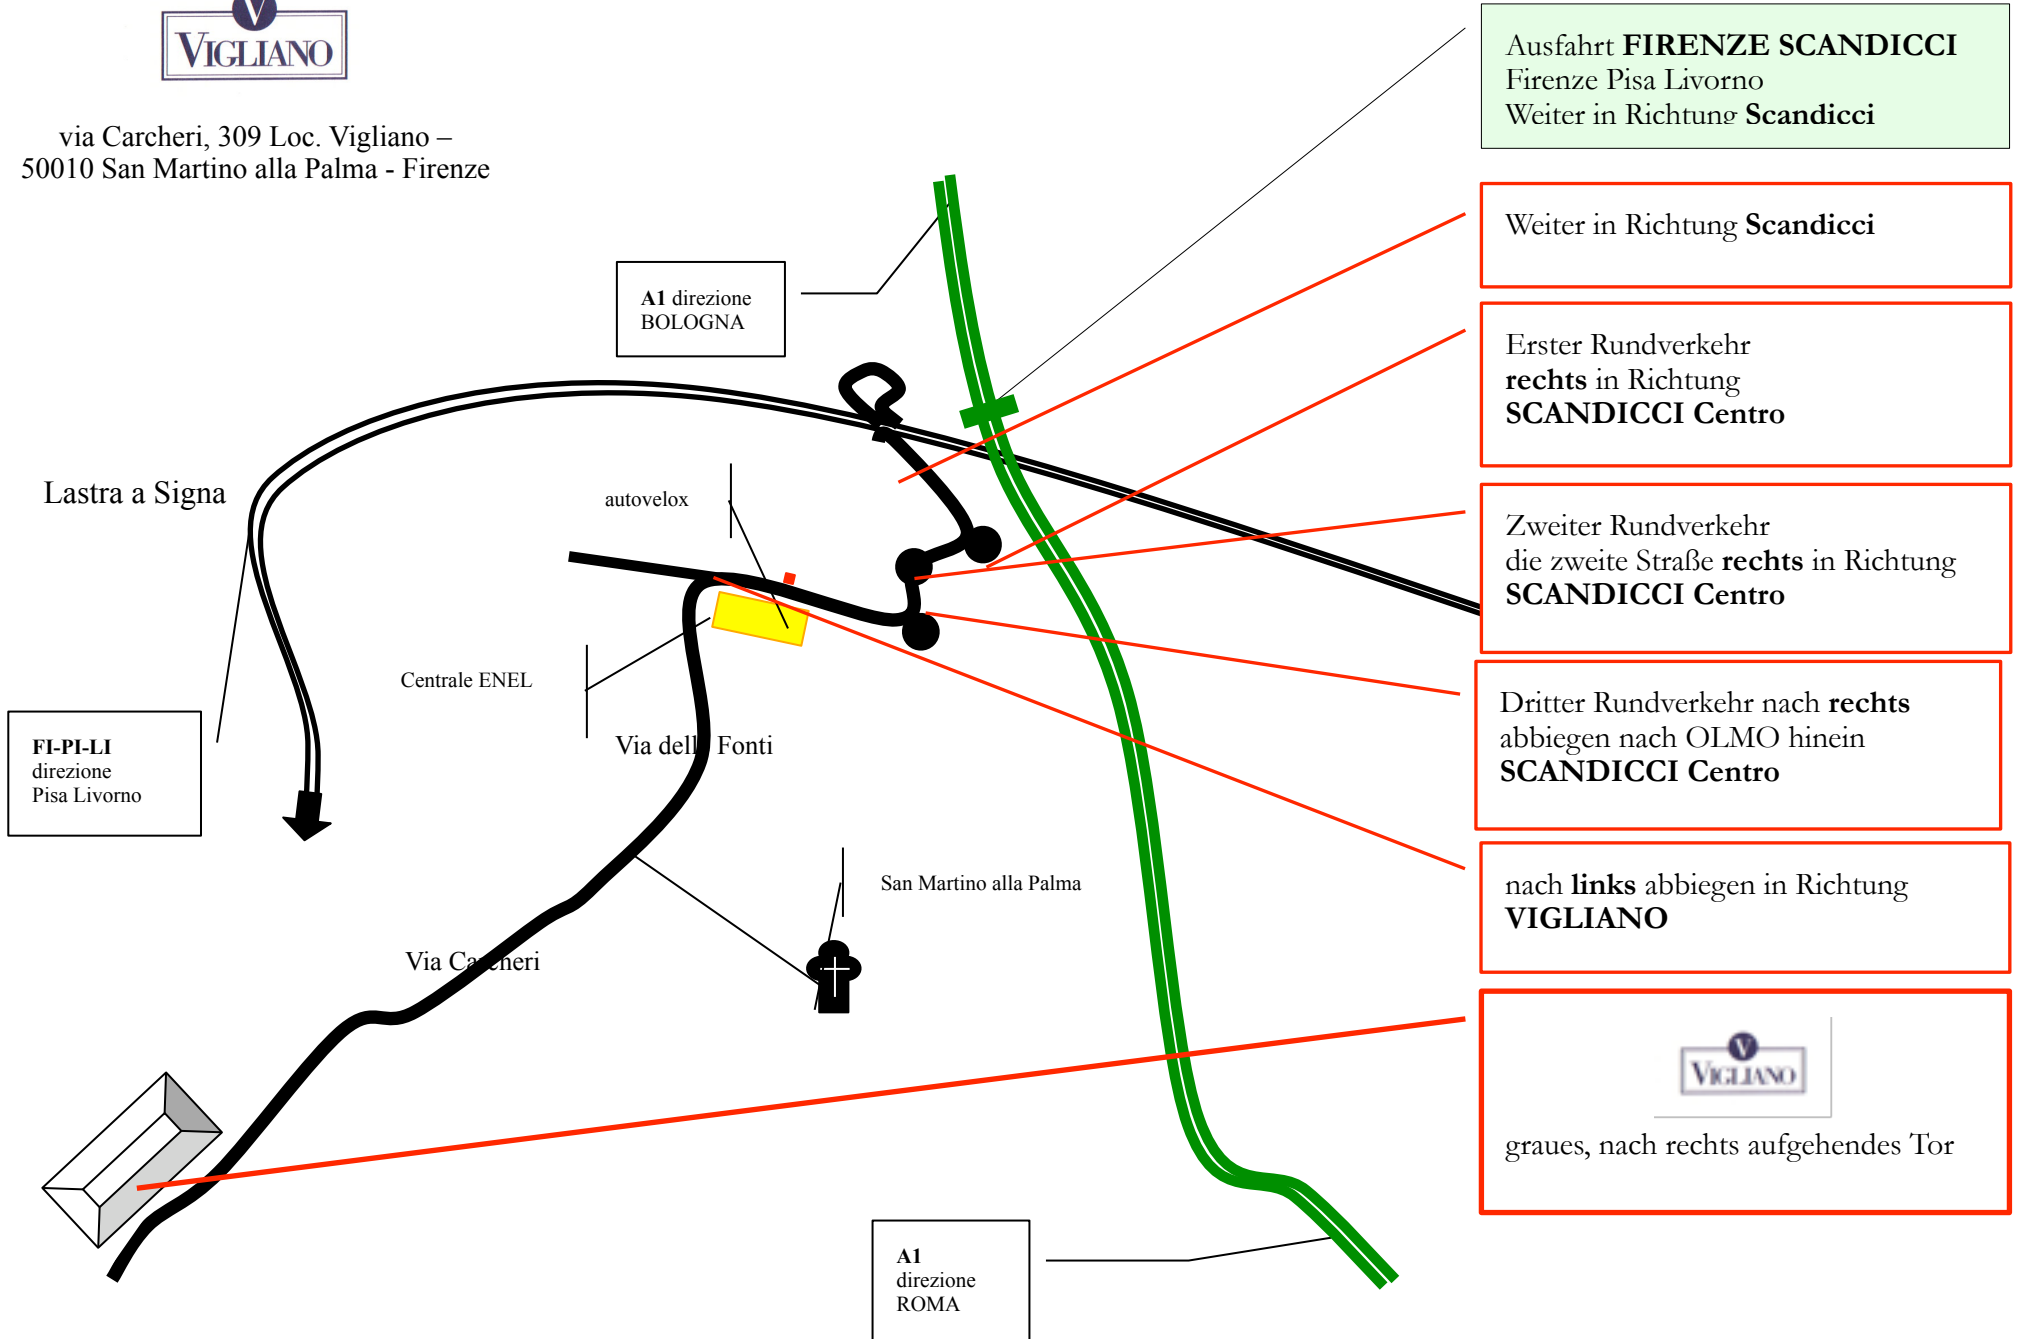 V
VIGLIANO
via Carcheri, 309 Loc. Vigliano –
50010 San Martino alla Palma - Firenze
Ausfahrt FIRENZE SCANDICCI
Firenze Pisa Livorno
Weiter in Richtung Scandicci
Weiter in Richtung Scandicci
A1 direzione
BOLOGNA
Erster Rundverkehr
rechts in Richtung
SCANDICCI Centro
Lastra a Signa
autovelox
Zweiter Rundverkehr
die zweite Straße rechts in Richtung
SCANDICCI Centro
Centrale ENEL
Dritter Rundverkehr nach rechts
abbiegen nach OLMO hinein
SCANDICCI Centro
FI-PI-LI
direzione
Pisa Livorno
Via delle Fonti
nach links abbiegen in Richtung
VIGLIANO
San Martino alla Palma
Via Carcheri
V
VIGLIANO
graues, nach rechts aufgehendes Tor
A1
direzione
ROMA